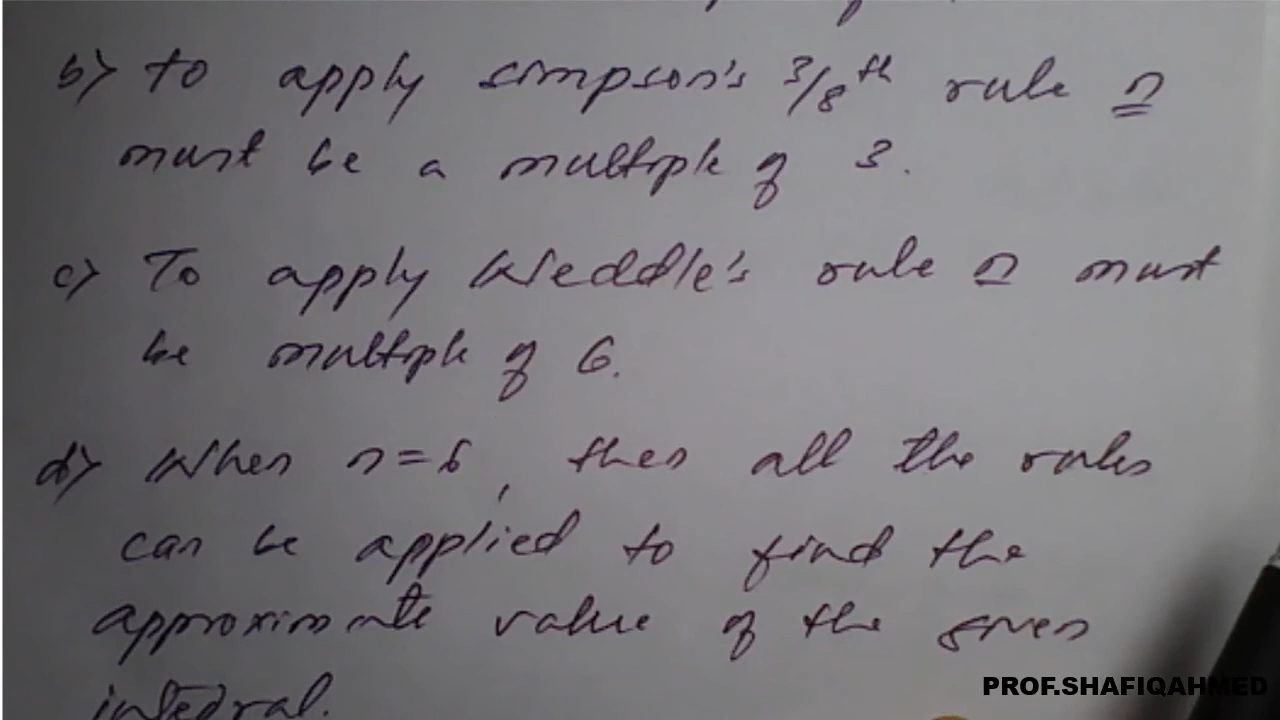 b) To apply Simpson's 3/8th rule n
must be a multiple of 3.
c) To apply Weddle's rule n must
be multiple of 6.
d) When n=6, then all the rules
can be applied to find the
approximate value of the given
integral.
PROF.SHAFIQAHMED